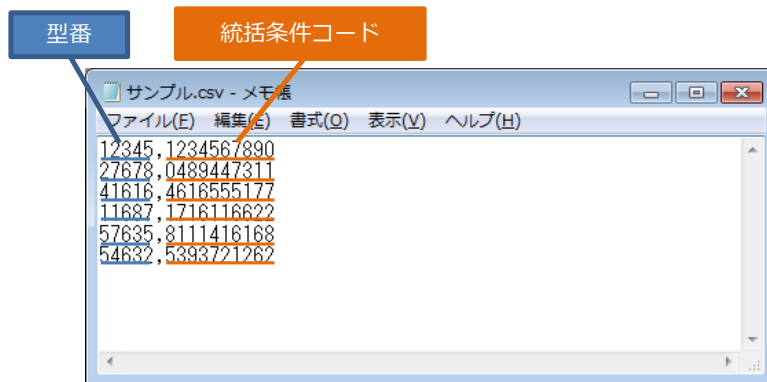 型番
統括条件コード
サンプル.csv - メモ帳
ファイル(F) 編集(E) 書式(O) 表示(V) ヘルプ(H)
12345,1234567890
27678,0489447311
41616,4616555177
11687,1716116622
57635,8111416168
54632,5393721262